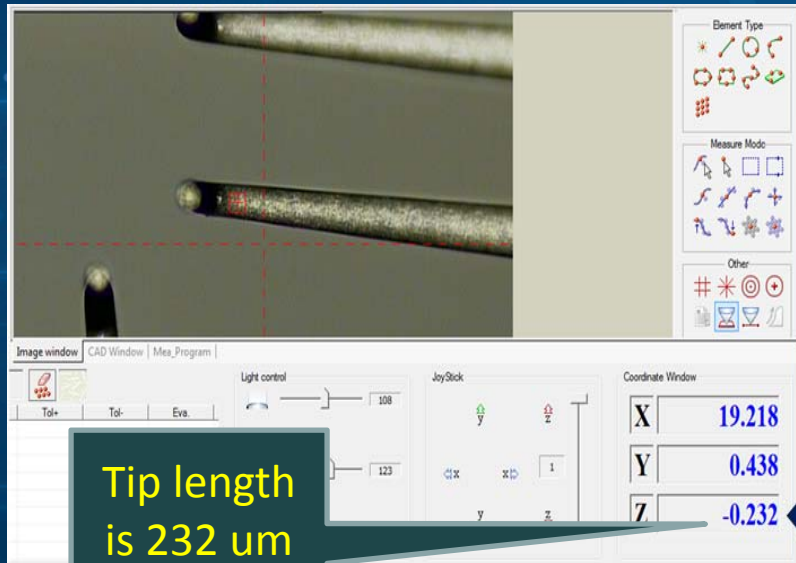 Element Type
Measure Mode
Other
Image window CAD Window Mea_Program
Light control
JoyStick
Coordinate Window
Tol+ Tol- Eva.
108
y z
X 19.218
x x 1
Y 0.438
123
y z
Z -0.232
Tip length
is 232 um